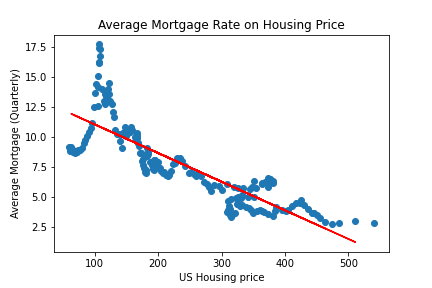 Average Mortgage Rate on Housing Price
17.5
15.0
12.5
10.0
7.5
5.0
2.5
Average Mortgage (Quarterly)
100 200 300 400 500
US Housing price